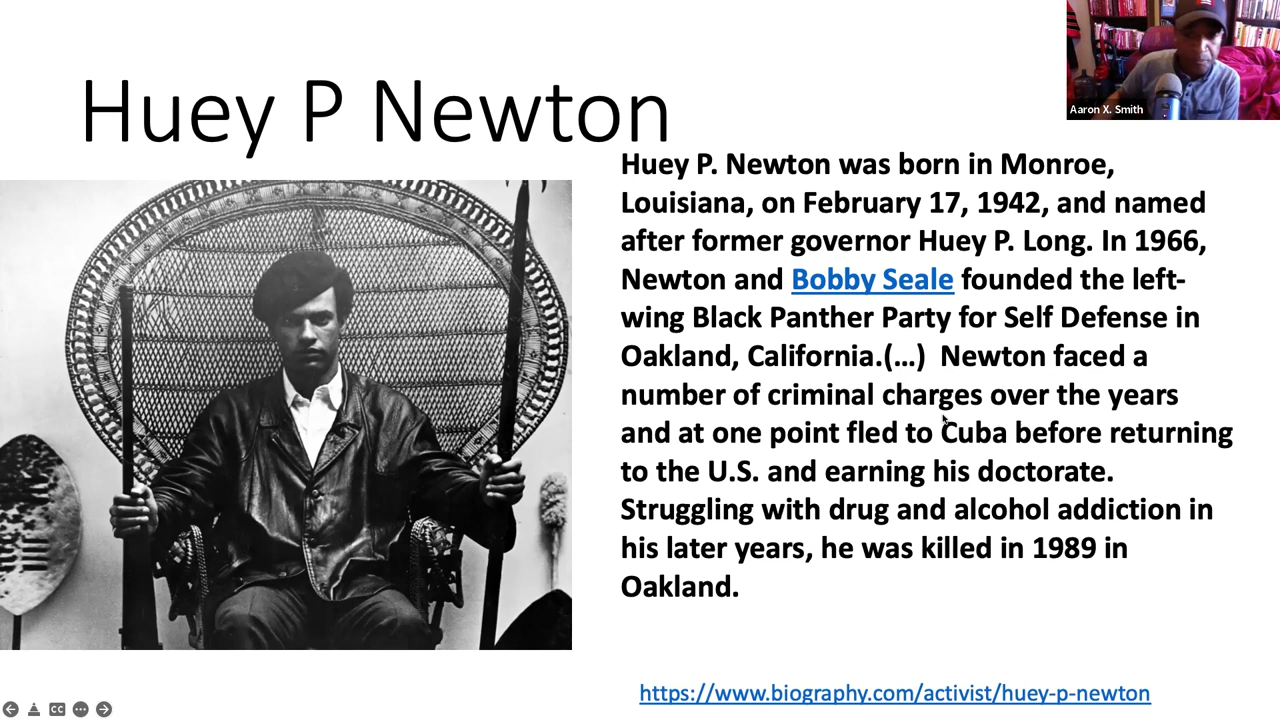 Huey P Newton
Aaron X. Smith
Huey P. Newton was born in Monroe,
Louisiana, on February 17, 1942, and named
after former governor Huey P. Long. In 1966,
Newton and Bobby Seale founded the left-
wing Black Panther Party for Self Defense in
Oakland, California.(...)  Newton faced a
number of criminal charges over the years
and at one point fled to Cuba before returning
to the U.S. and earning his doctorate.
Struggling with drug and alcohol addiction in
his later years, he was killed in 1989 in
Oakland.
https://www.biography.com/activist/huey-p-newton
CC